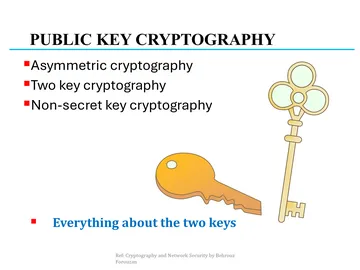 PUBLIC KEY CRYPTOGRAPHY
Asymmetric cryptography
Two key cryptography
Non-secret key cryptography
Everything about the two keys
Ref: Cryptography and Network Security by Behrouz
Forouzan